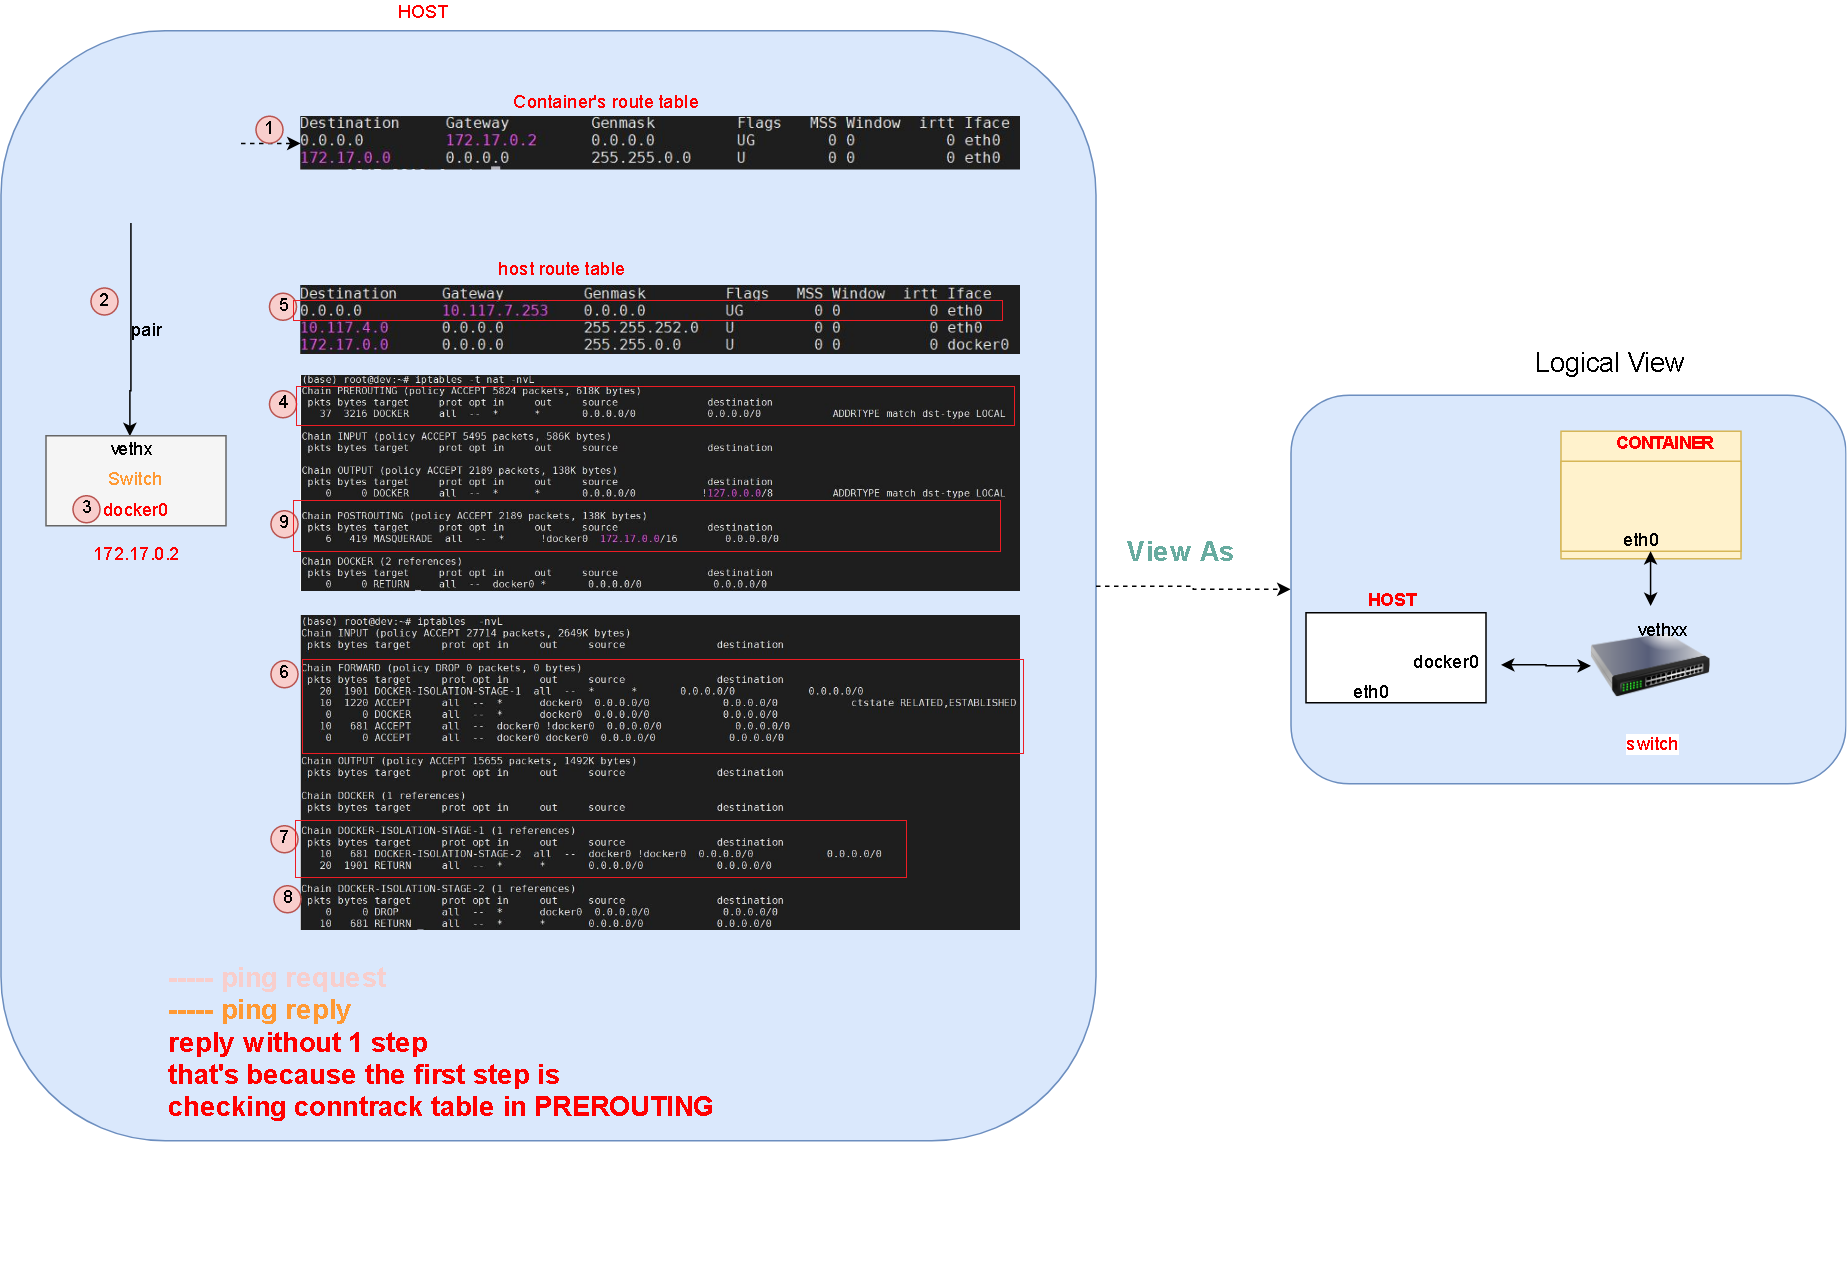 HOST
Container's route table
1
Destination Gateway Genmask Flags MSS Window irtt Iface
0.0.0.0 172.17.0.2 0.0.0.0 UG 0 0 0 eth0
172.17.0.0 0.0.0.0 255.255.0.0 U 0 0 0 eth0
2
pair
vethx
Switch
3
docker0
172.17.0.2
host route table
5
Destination Gateway Genmask Flags MSS Window irtt Iface
0.0.0.0 10.117.7.253 0.0.0.0 UG 0 0 0 eth0
10.117.4.0 0.0.0.0 255.255.252.0 U 0 0 0 eth0
172.17.0.0 0.0.0.0 255.255.0.0 U 0 0 0 docker0
(base) root@dev:~# iptables -t nat -nvL
4
Chain PREROUTING (policy ACCEPT 5824 packets, 618K bytes)
pkts bytes target prot opt in out source destination
37 3216 DOCKER all -- * * 0.0.0.0/0 0.0.0.0/0 ADDRTYPE match dst-type LOCAL
Chain INPUT (policy ACCEPT 5495 packets, 586K bytes)
pkts bytes target prot opt in out source destination
Chain OUTPUT (policy ACCEPT 2189 packets, 138K bytes)
pkts bytes target prot opt in out source destination
0 0 DOCKER all -- * * 0.0.0.0/0 !127.0.0.0/8 ADDRTYPE match dst-type LOCAL
9
Chain POSTROUTING (policy ACCEPT 2189 packets, 138K bytes)
pkts bytes target prot opt in out source destination
6 419 MASQUERADE all -- * !docker0 172.17.0.0/16 0.0.0.0/0
Chain DOCKER (2 references)
pkts bytes target prot opt in out source destination
0 0 RETURN all -- docker0 * 0.0.0.0/0 0.0.0.0/0
(base) root@dev:~# iptables -nvL
Chain INPUT (policy ACCEPT 27714 packets, 2649K bytes)
pkts bytes target prot opt in out source destination
6
Chain FORWARD (policy DROP 0 packets, 0 bytes)
pkts bytes target prot opt in out source destination
20 1901 DOCKER-ISOLATION-STAGE-1 all -- * * 0.0.0.0/0 0.0.0.0/0
10 1220 ACCEPT all -- * docker0 0.0.0.0/0 0.0.0.0/0 ctstate RELATED,ESTABLISHED
0 0 DOCKER all -- * docker0 0.0.0.0/0 0.0.0.0/0
10 681 ACCEPT all -- docker0 !docker0 0.0.0.0/0 0.0.0.0/0
0 0 ACCEPT all -- docker0 docker0 0.0.0.0/0 0.0.0.0/0
Chain OUTPUT (policy ACCEPT 15655 packets, 1492K bytes)
pkts bytes target prot opt in out source destination
Chain DOCKER (1 references)
pkts bytes target prot opt in out source destination
7
Chain DOCKER-ISOLATION-STAGE-1 (1 references)
pkts bytes target prot opt in out source destination
10 681 DOCKER-ISOLATION-STAGE-2 all -- docker0 !docker0 0.0.0.0/0 0.0.0.0/0
20 1901 RETURN all -- * * 0.0.0.0/0 0.0.0.0/0
8
Chain DOCKER-ISOLATION-STAGE-2 (1 references)
pkts bytes target prot opt in out source destination
0 0 DROP all -- * docker0 0.0.0.0/0 0.0.0.0/0
10 681 RETURN all -- * * 0.0.0.0/0 0.0.0.0/0
----- ping request
----- ping reply
reply without 1 step
that's because the first step is
checking conntrack table in PREROUTING
View As
Logical View
CONTAINER
eth0
HOST
docker0
eth0
vethxx
switch